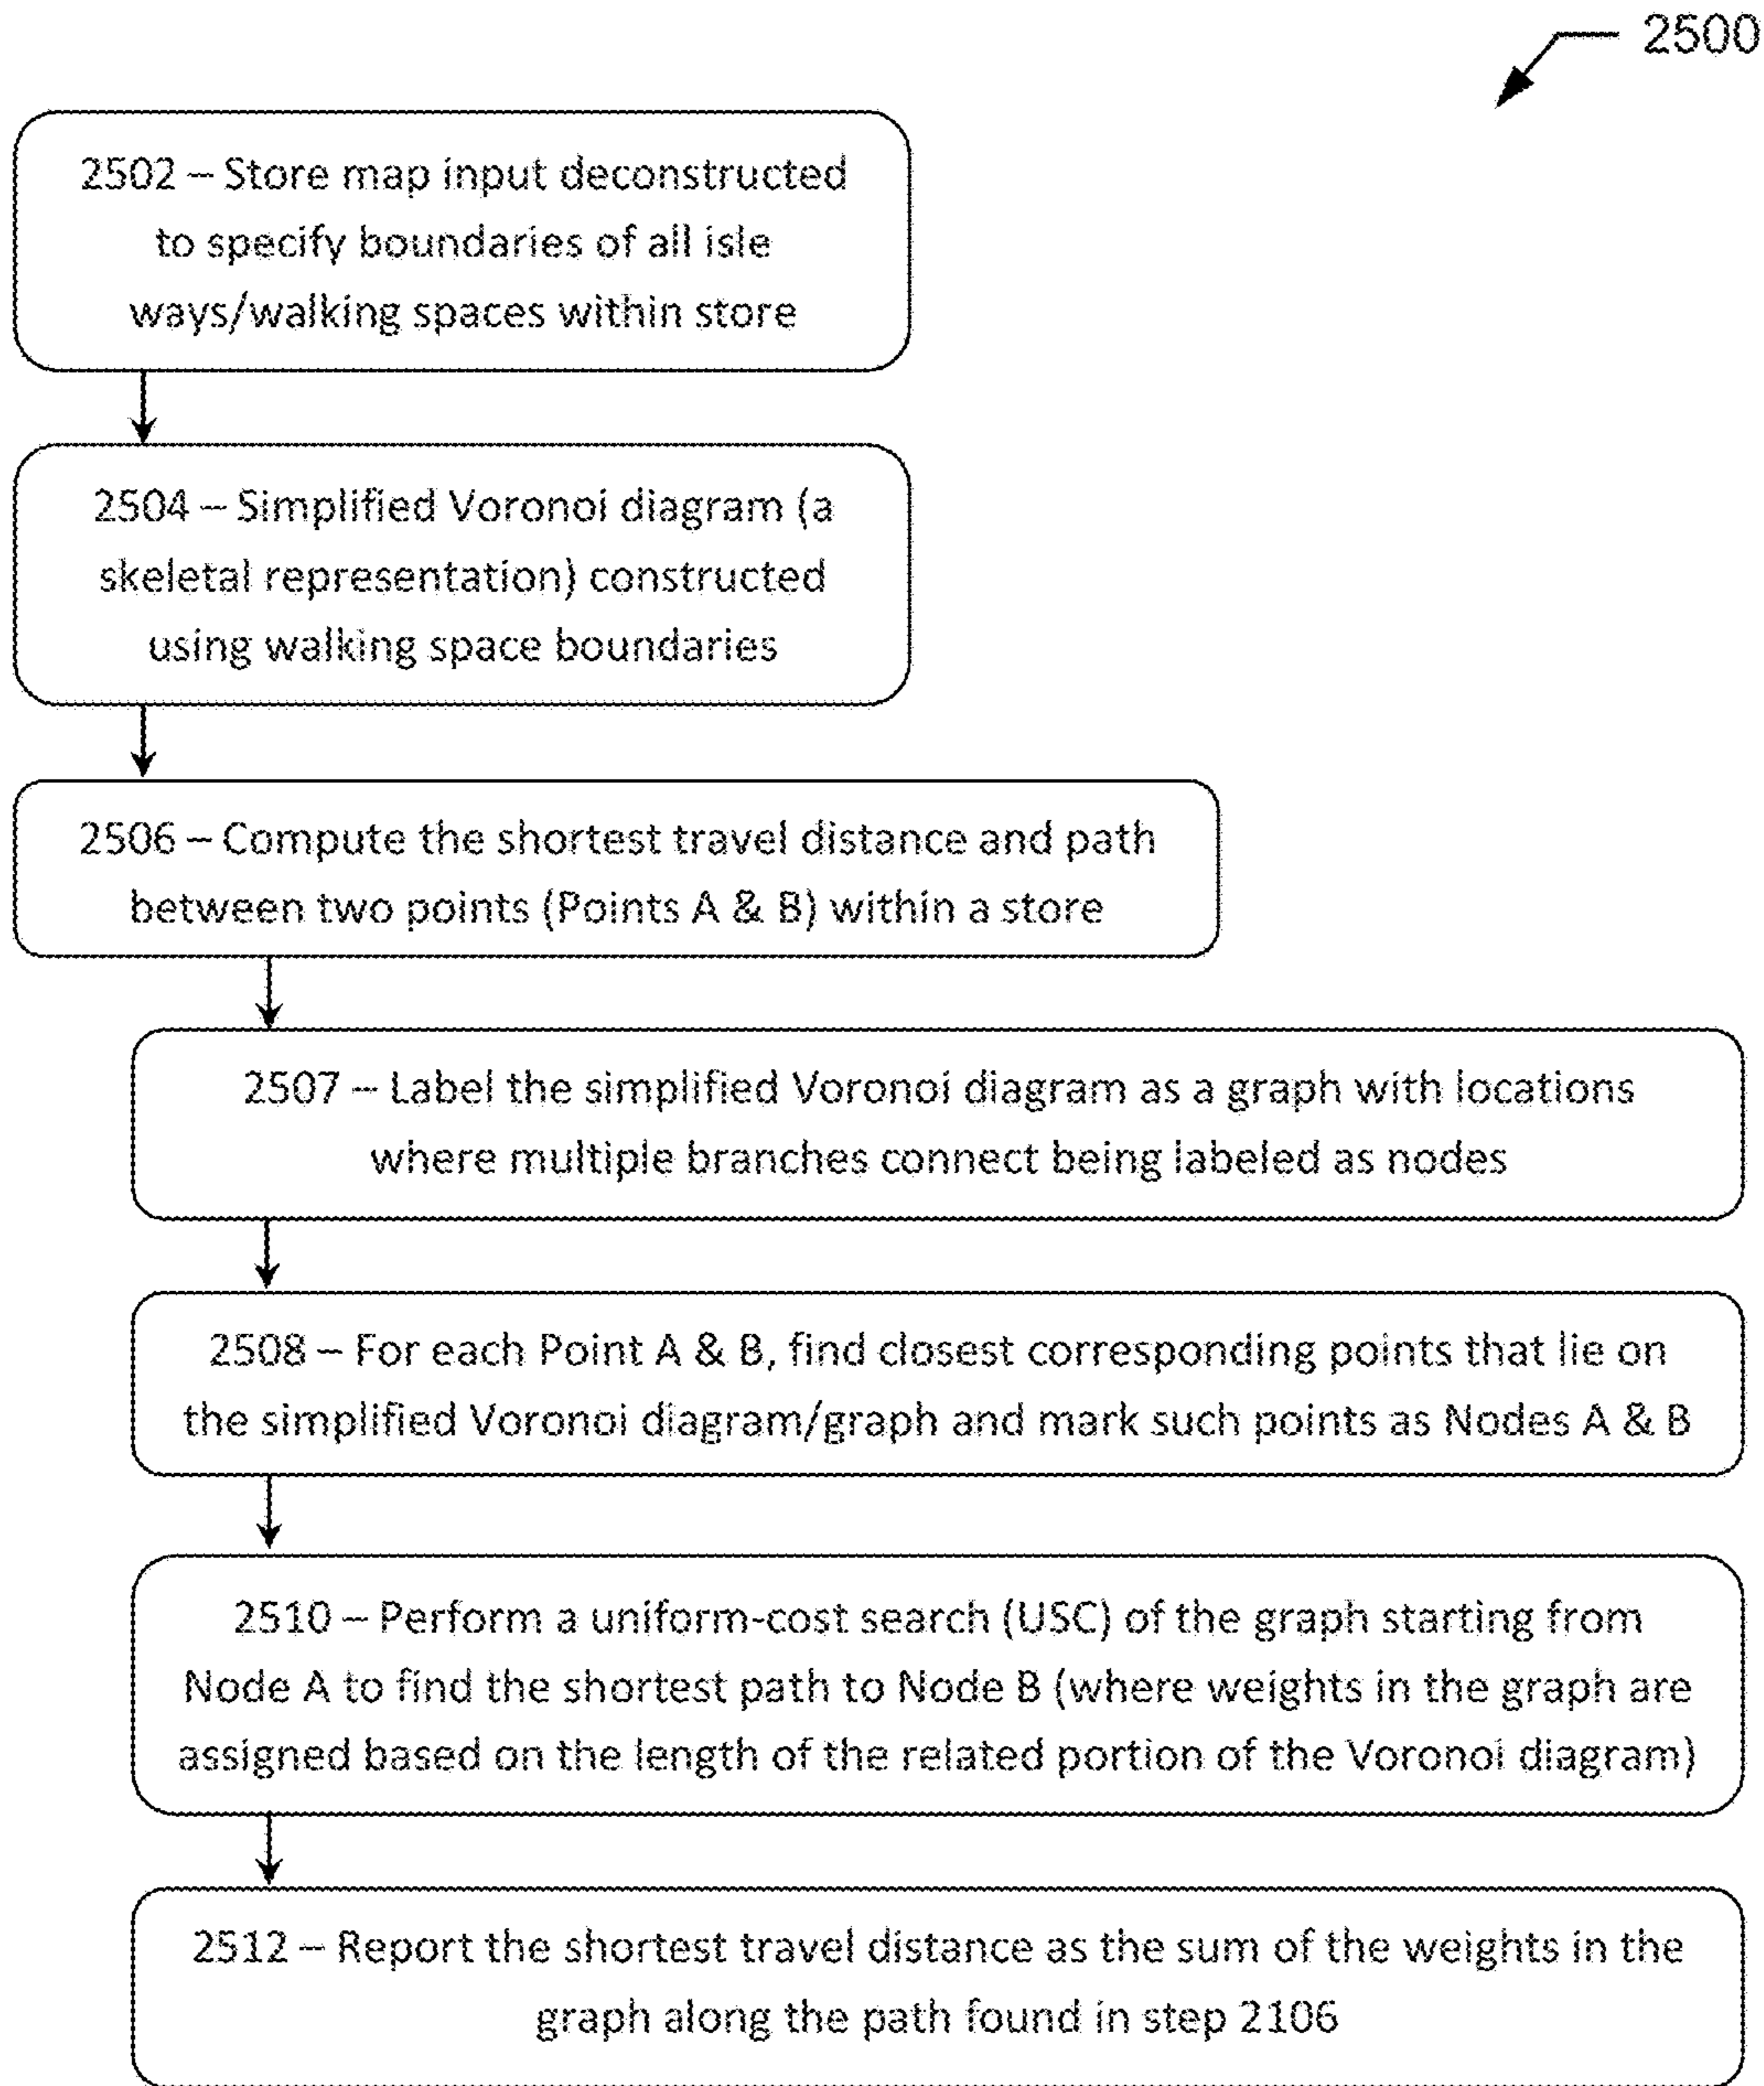 2500
2502 – Store map input deconstructed
to specify boundaries of all isle
ways/walking spaces within store
2504 – Simplified Voronoi diagram (a
skeletal representation) constructed
using walking space boundaries
2506 – Compute the shortest travel distance and path
between two points (Points A & B) within a store
2507 – Label the simplified Voronoi diagram as a graph with locations
where multiple branches connect being labeled as nodes
2508 – For each Point A & B, find closest corresponding points that lie on
the simplified Voronoi diagram/graph and mark such points as Nodes A & B
2510 – Perform a uniform-cost search (USC) of the graph starting from
Node A to find the shortest path to Node B (where weights in the graph are
assigned based on the length of the related portion of the Voronoi diagram)
2512 – Report the shortest travel distance as the sum of the weights in the
graph along the path found in step 2106